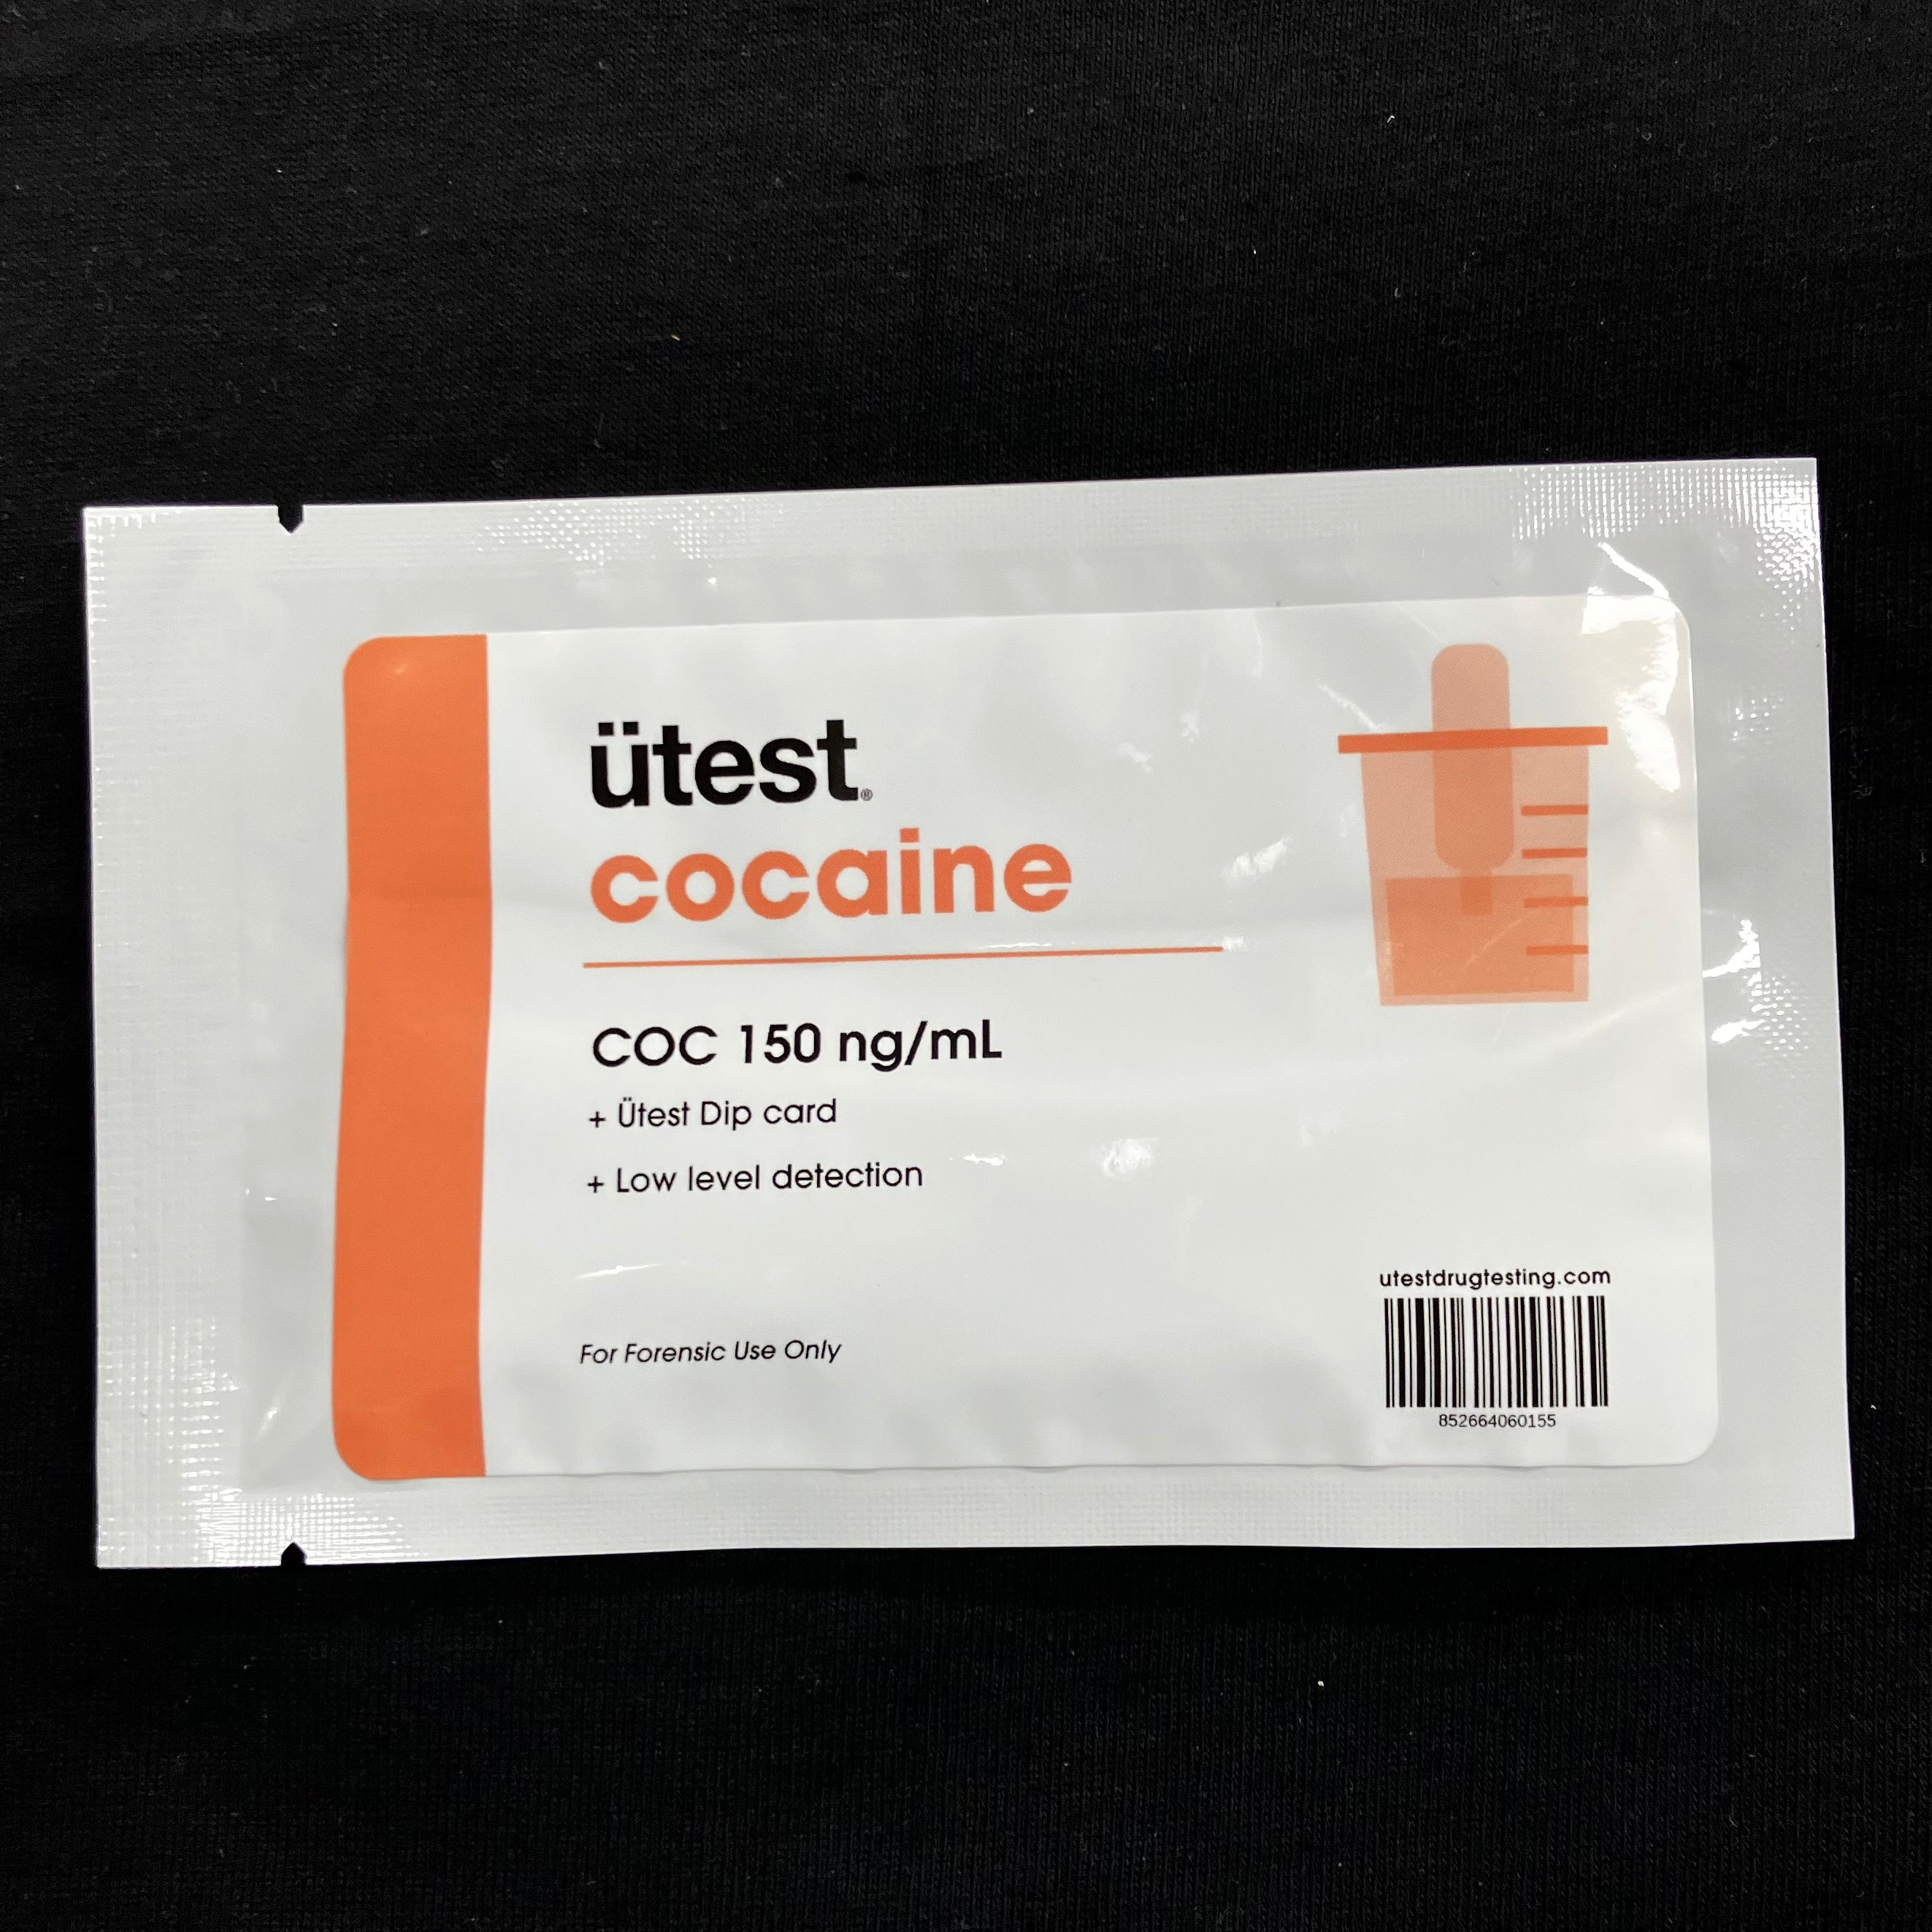 ütest®
cocaine
COC 150 ng/mL
+ Ütest Dip card
+ Low level detection
For Forensic Use Only
utestdrugtesting.com
852664060155